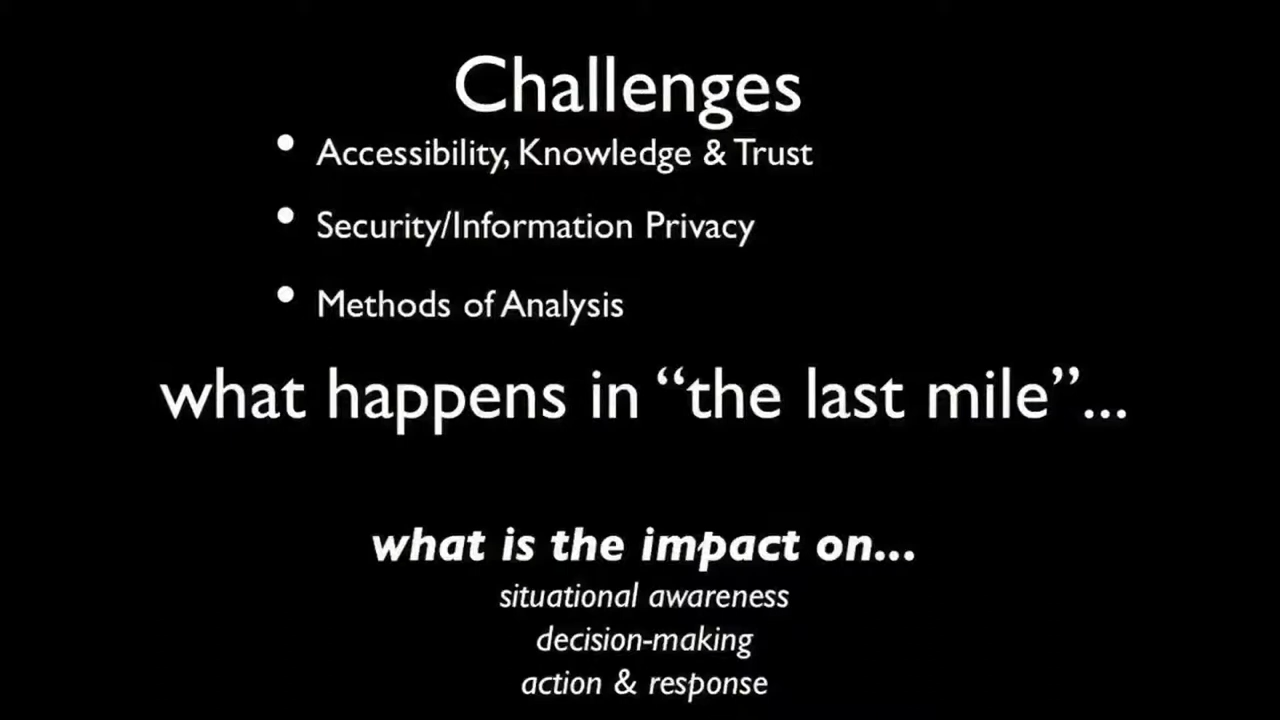 Challenges
• Accessibility, Knowledge & Trust
• Security/Information Privacy
• Methods of Analysis
what happens in “the last mile”...
what is the impact on...
situational awareness
decision-making
action & response